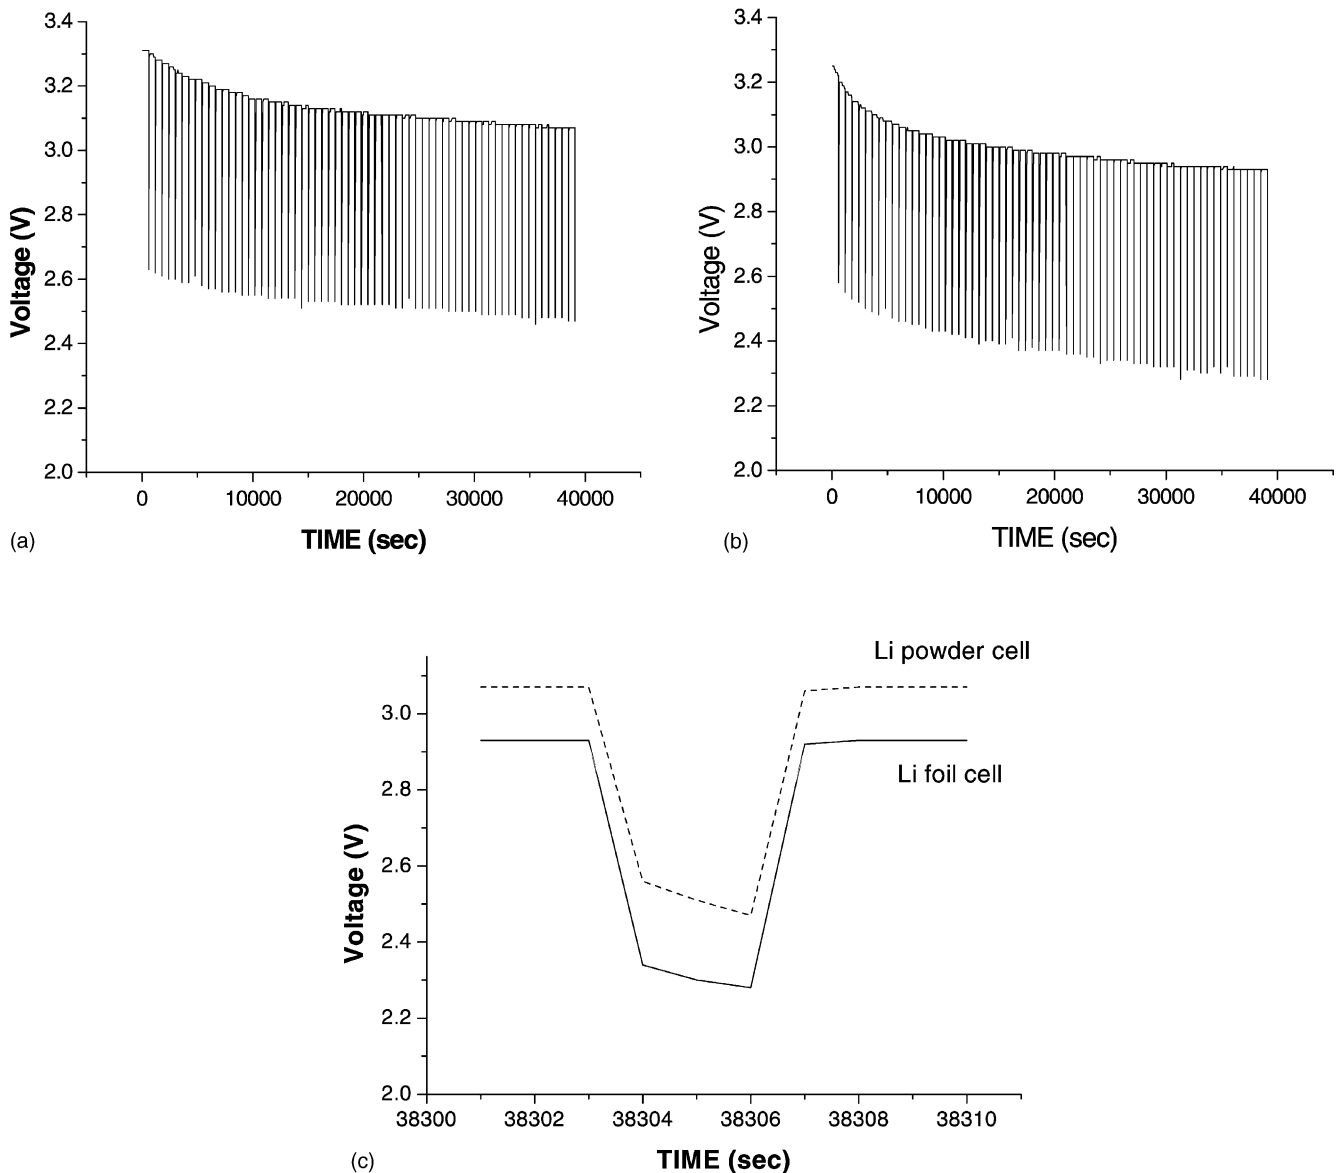 3.4
3.2
3.0
2.8
2.6
2.4
2.2
2.0
Voltage (V)
0 10000 20000 30000 40000
TIME (sec)
(a)
3.4
3.2
3.0
2.8
2.6
2.4
2.2
2.0
Voltage (V)
0 10000 20000 30000 40000
TIME (sec)
(b)
Li powder cell
Li foil cell
3.0
2.8
2.6
2.4
2.2
2.0
Voltage (V)
38300 38302 38304 38306 38308 38310
TIME (sec)
(c)